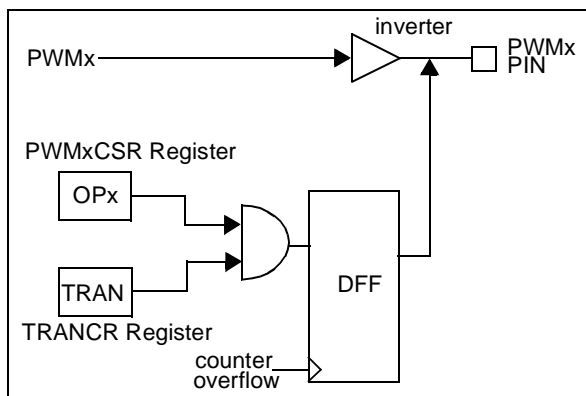 inverter
PWMx
PWMx
PIN
PWMxCSR Register
OPx
TRAN
DFF
TRANCR Register
counter
overflow